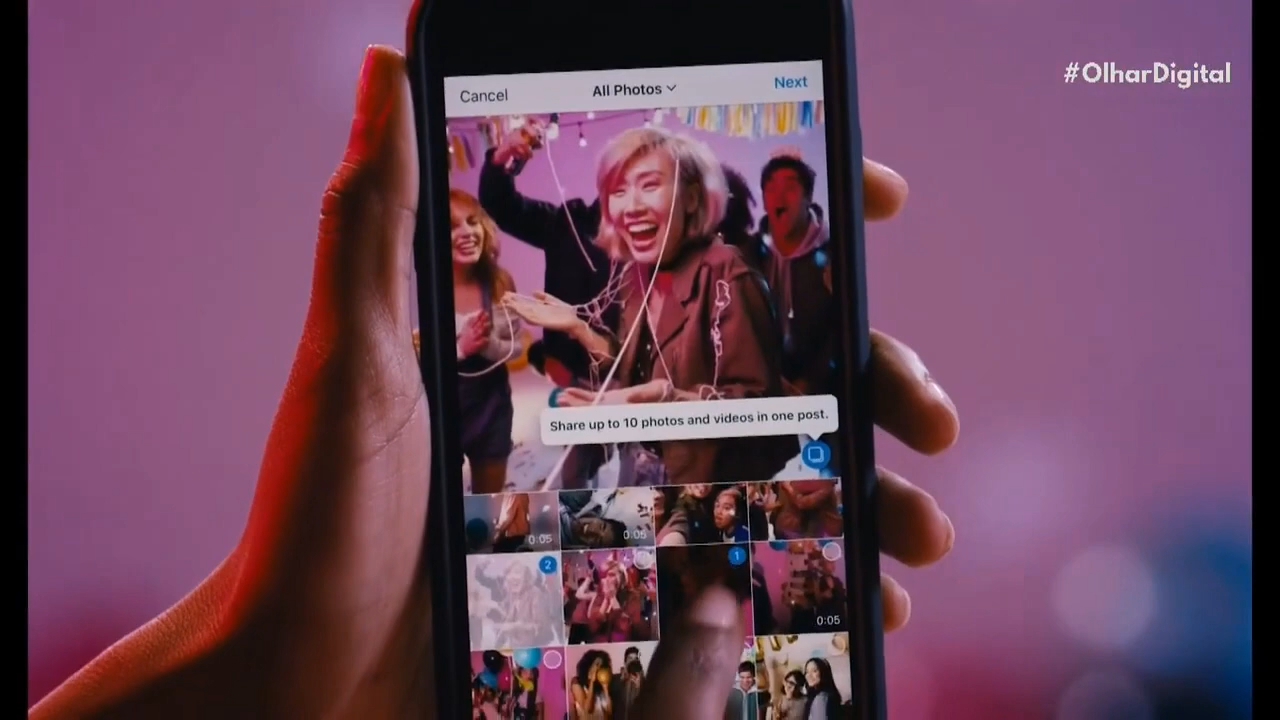 #OlharDigital
Cancel
All Photos
Next
Share up to 10 photos and videos in one post.
0:05
0:05
2
1
0:05